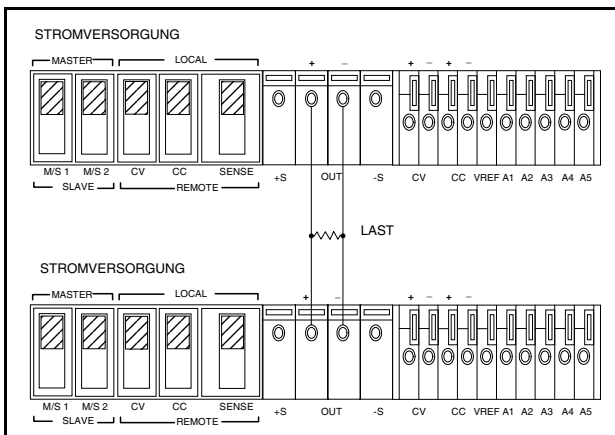 STROMVERSORGUNG
MASTER LOCAL + – + – + –
M/S 1 M/S 2 CV CC SENSE +S OUT -S CV CC VREF A1 A2 A3 A4 A5
SLAVE REMOTE
LAST
STROMVERSORGUNG
MASTER LOCAL + – + – + –
M/S 1 M/S 2 CV CC SENSE +S OUT -S CV CC VREF A1 A2 A3 A4 A5
SLAVE REMOTE